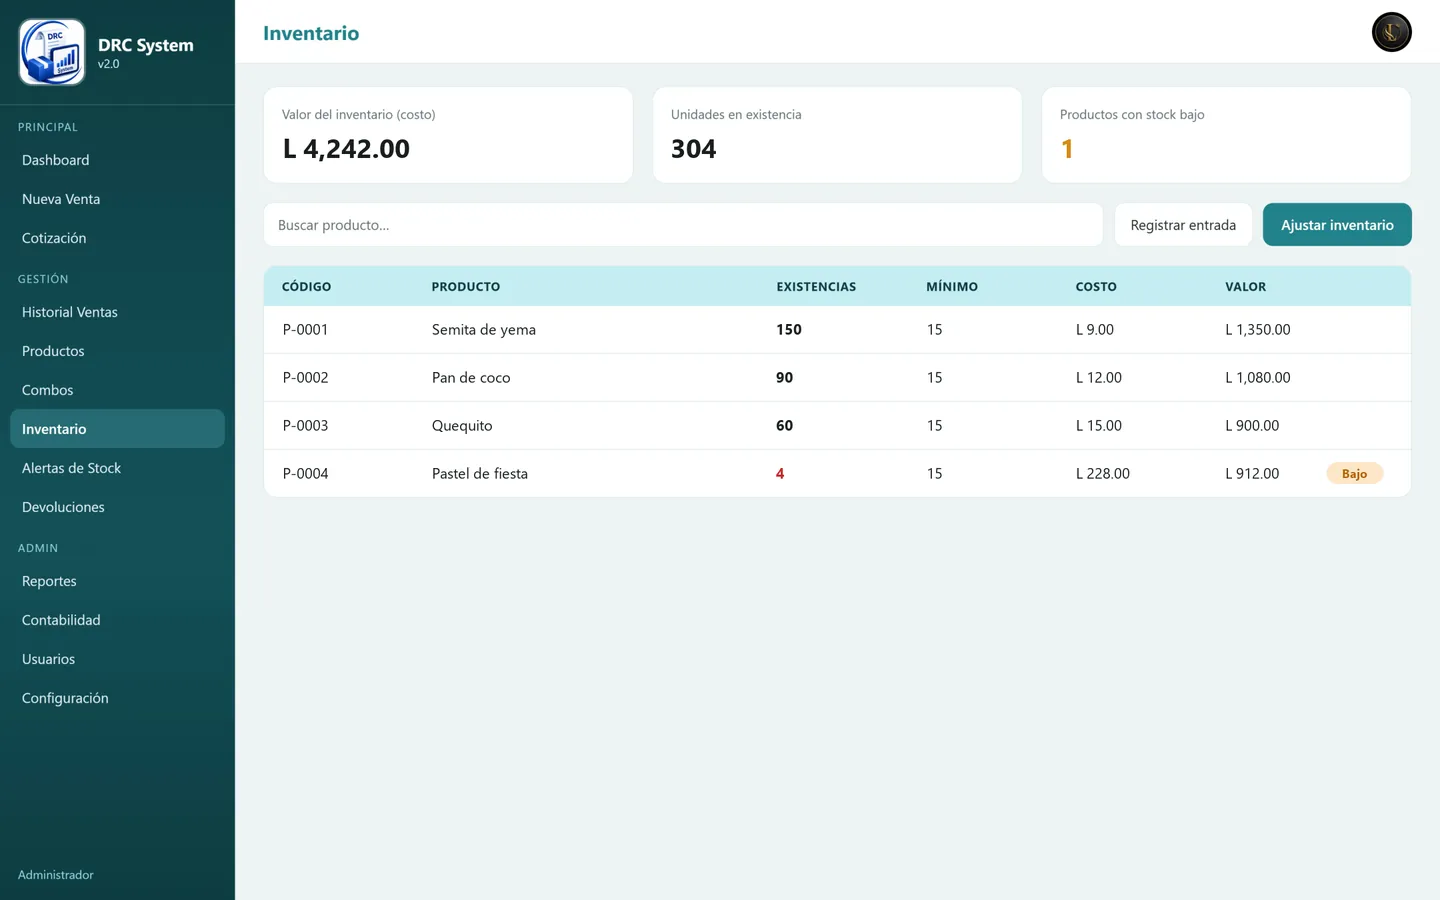 DRC
System
DRC System
v2.0
PRINCIPAL
Dashboard
Nueva Venta
Cotización
GESTIÓN
Historial Ventas
Productos
Combos
Inventario
Alertas de Stock
Devoluciones
ADMIN
Reportes
Contabilidad
Usuarios
Configuración
Administrador
Inventario
Valor del inventario (costo)
L 4,242.00
Unidades en existencia
304
Productos con stock bajo
1
Buscar producto...
Registrar entrada
Ajustar inventario
CÓDIGO PRODUCTO EXISTENCIAS MÍNIMO COSTO VALOR
P-0001 Semita de yema 150 15 L 9.00 L 1,350.00
P-0002 Pan de coco 90 15 L 12.00 L 1,080.00
P-0003 Quequito 60 15 L 15.00 L 900.00
P-0004 Pastel de fiesta 4 15 L 228.00 L 912.00 Bajo